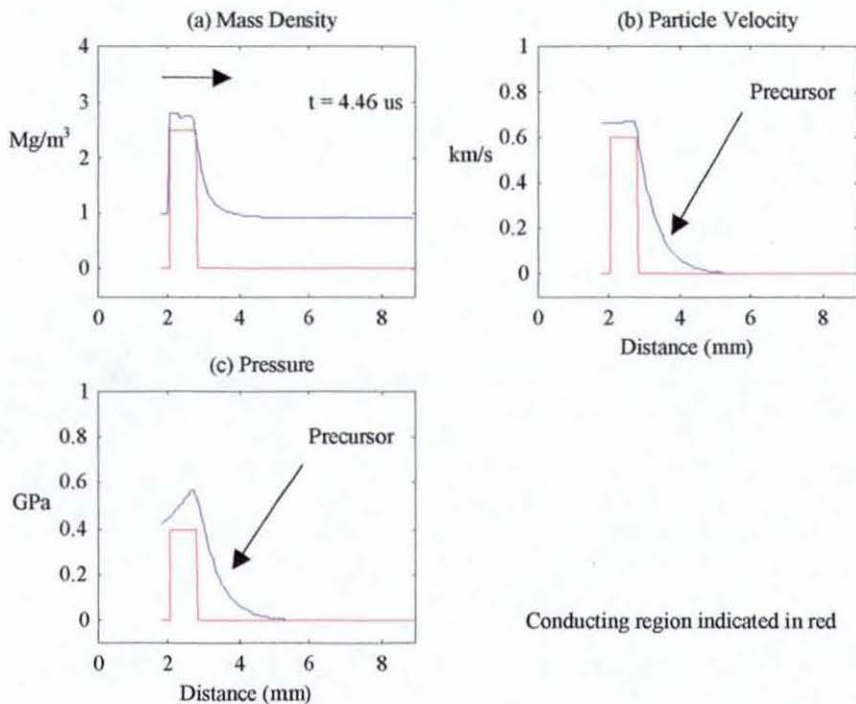 (a) Mass Density
4
3
2
1
0
Mg/m³
t = 4.46 us
0 2 4 6 8
(b) Particle Velocity
1
0.8
0.6
0.4
0.2
0
km/s
Precursor
0 2 4 6 8
Distance (mm)
(c) Pressure
1
0.8
0.6
0.4
0.2
0
GPa
Precursor
0 2 4 6 8
Distance (mm)
Conducting region indicated in red